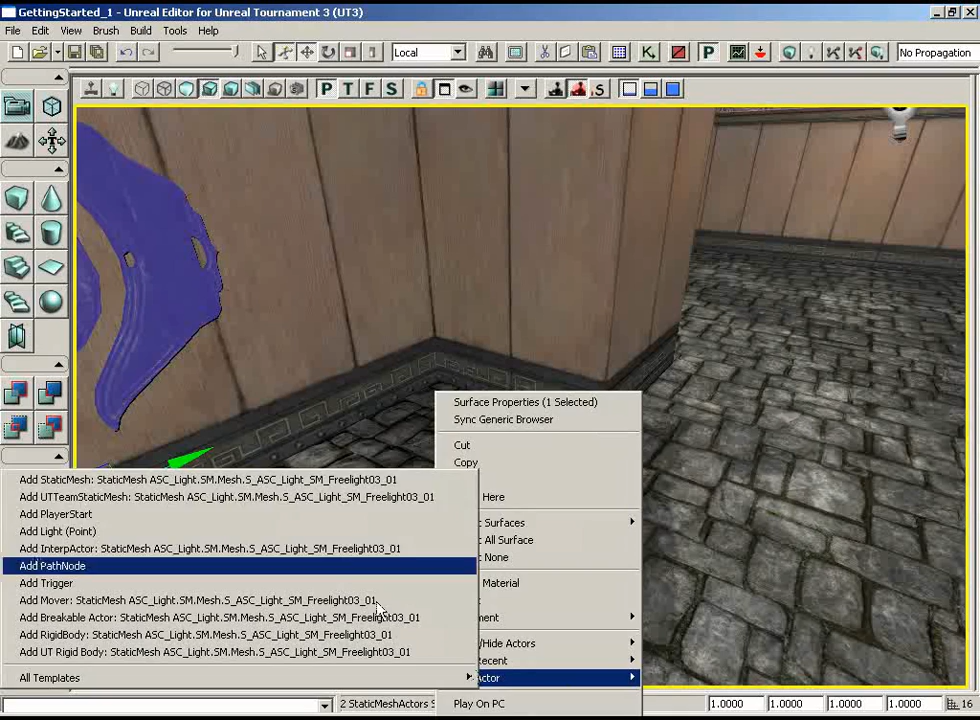 GettingStarted_1 - Unreal Editor for Unreal Tournament 3 (UT3)
File Edit View Brush Build Tools Help
Local
P
No Propagation
P T F S
.S
Surface Properties (1 Selected)
Sync Generic Browser
Cut
Copy
Here
Surfaces
All Surface
None
Material
/Hide Actors
Recent
Actor
Play On PC
Add StaticMesh: StaticMesh ASC_Light.SM.Mesh.S_ASC_Light_SM_Freelight03_01
Add UTTeamStaticMesh: StaticMesh ASC_Light.SM.Mesh.S_ASC_Light_SM_Freelight03_01
Add PlayerStart
Add Light (Point)
Add InterpActor: StaticMesh ASC_Light.SM.Mesh.S_ASC_Light_SM_Freelight03_01
Add PathNode
Add Trigger
Add Mover: StaticMesh ASC_Light.SM.Mesh.S_ASC_Light_SM_Freelight03_01
Add Breakable Actor: StaticMesh ASC_Light.SM.Mesh.S_ASC_Light_SM_Freelight03_01
Add RigidBody: StaticMesh ASC_Light.SM.Mesh.S_ASC_Light_SM_Freelight03_01
Add UT Rigid Body: StaticMesh ASC_Light.SM.Mesh.S_ASC_Light_SM_Freelight03_01
All Templates
2 StaticMeshActors S
1.0000 1.0000 1.0000 1.0000 16